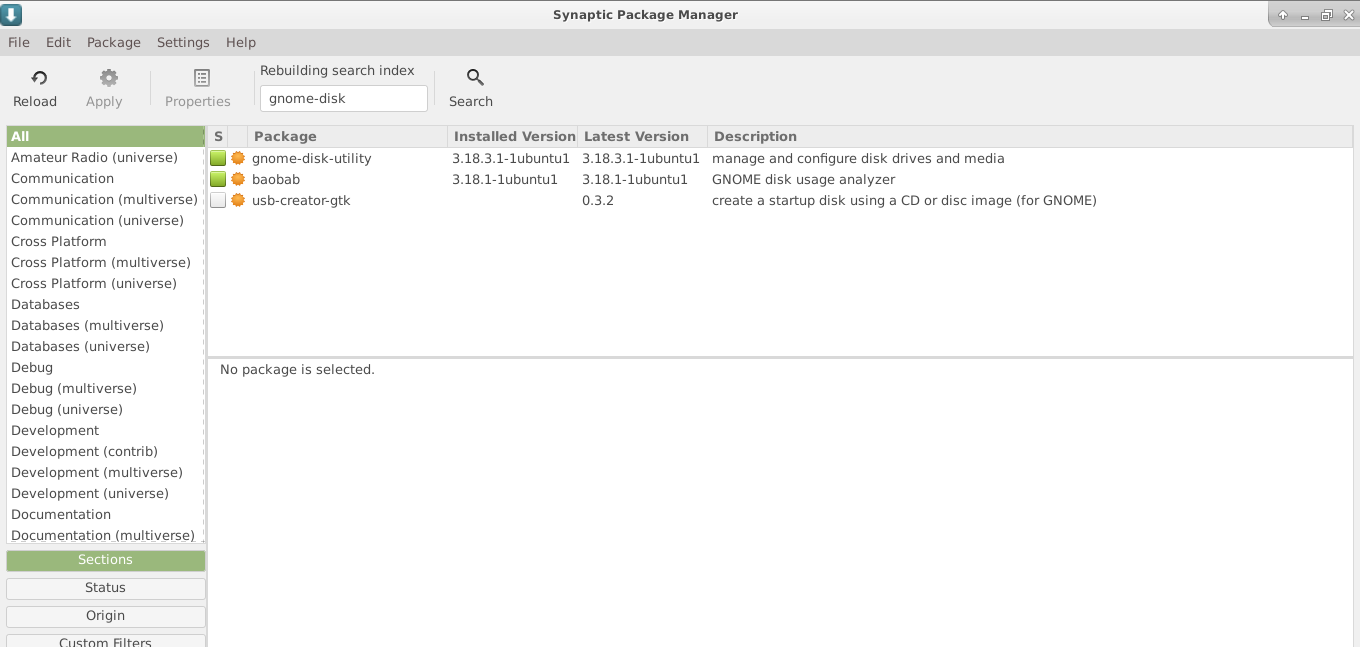 Synaptic Package Manager
File Edit Package Settings Help
Rebuilding search index
gnome-disk
Reload Apply Properties Search
S Package Installed Version Latest Version Description
gnome-disk-utility 3.18.3.1-1ubuntu1 3.18.3.1-1ubuntu1 manage and configure disk drives and media
baobab 3.18.1-1ubuntu1 3.18.1-1ubuntu1 GNOME disk usage analyzer
usb-creator-gtk 0.3.2 create a startup disk using a CD or disc image (for GNOME)
No package is selected.
All
Amateur Radio (universe)
Communication
Communication (multiverse)
Communication (universe)
Cross Platform
Cross Platform (multiverse)
Cross Platform (universe)
Databases
Databases (multiverse)
Databases (universe)
Debug
Debug (multiverse)
Debug (universe)
Development
Development (contrib)
Development (multiverse)
Development (universe)
Documentation
Documentation (multiverse)
Sections
Status
Origin
Custom Filters